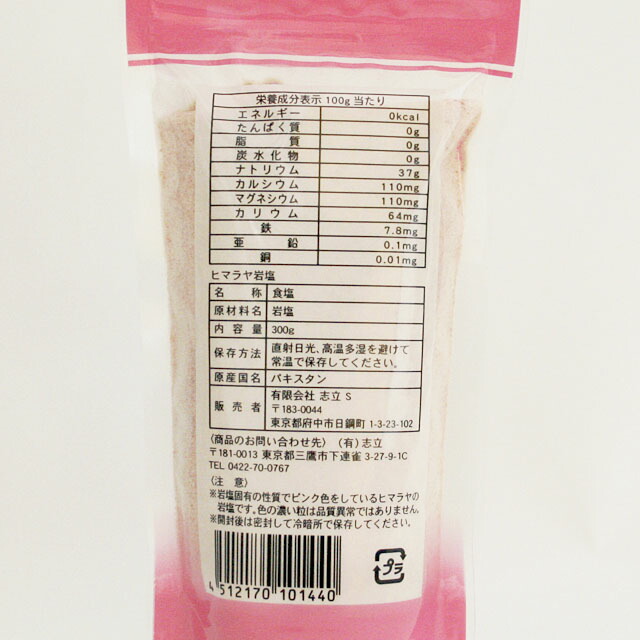 栄養成分表示 100g 当たり
エネルギー 0kcal
たんぱく質 0g
脂質 0g
炭水化物 0g
ナトリウム 37g
カルシウム 110mg
マグネシウム 110mg
カリウム 64mg
鉄 7.8mg
亜鉛 0.1mg
銅 0.01mg
ヒマラヤ岩塩
名称 食塩
原材料名 岩塩
内容量 300g
保存方法 直射日光、高温多湿を避けて
常温で保存してください。
原産国名 パキスタン
販売者 有限会社 志立 S
〒183-0044
東京都府中市日鋼町 1-3-23-102
〈商品のお問い合わせ先〉（有）志立
〒181-0013 東京都三鷹市下連雀 3-27-9-1C
TEL 0422-70-0767
〈注意〉
※岩塩固有の性質でピンク色をしているヒマラヤの
岩塩です。色の濃い粒は品質異常ではありません。
※開封後は密封して冷暗所で保存してください。
4 512170 101440
プラ